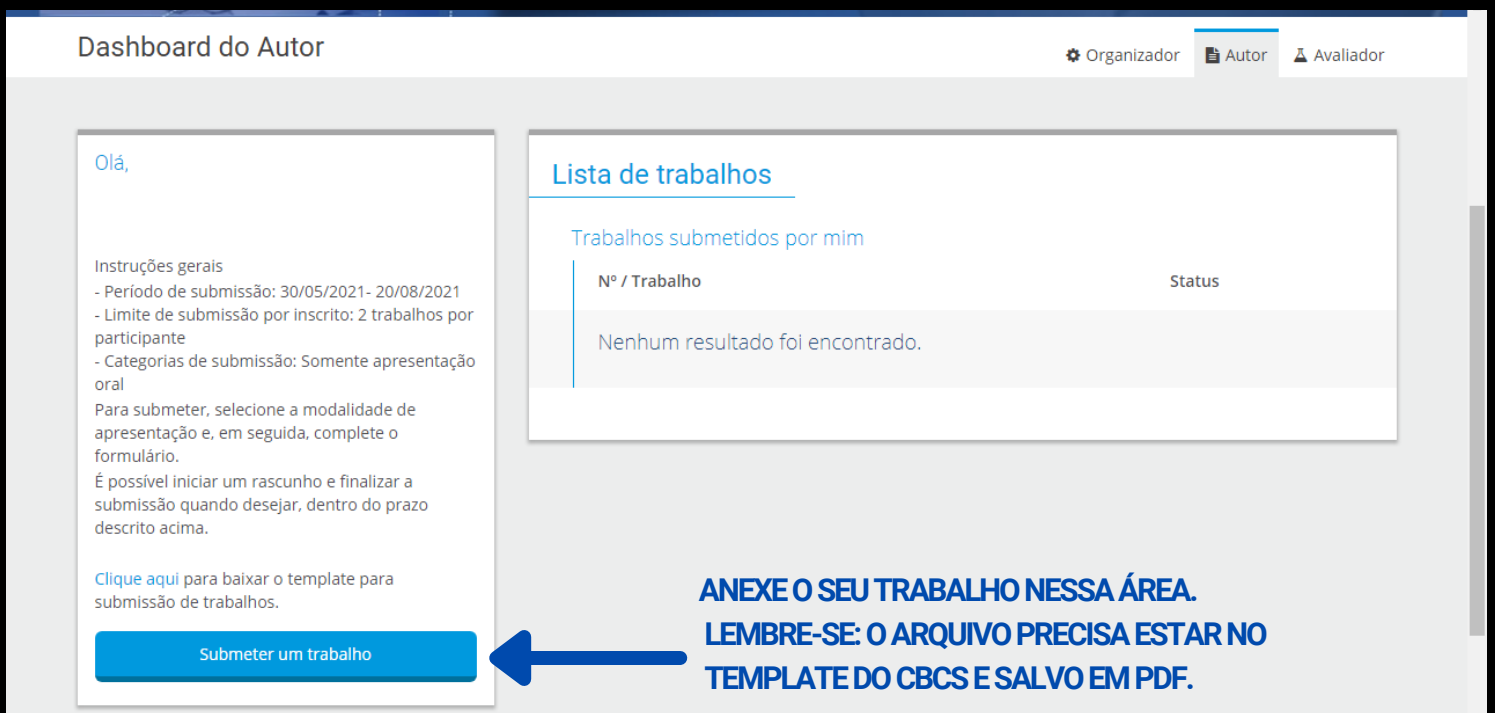 Dashboard do Autor
Organizador
Autor
Avaliador
Olá,
Instruções gerais
- Período de submissão: 30/05/2021- 20/08/2021
- Limite de submissão por inscrito: 2 trabalhos por
participante
- Categorias de submissão: Somente apresentação
oral
Para submeter, selecione a modalidade de
apresentação e, em seguida, complete o
formulário.
É possível iniciar um rascunho e finalizar a
submissão quando desejar, dentro do prazo
descrito acima.
Clique aqui para baixar o template para
submissão de trabalhos.
Submeter um trabalho
Lista de trabalhos
Trabalhos submetidos por mim
Nº / Trabalho
Status
Nenhum resultado foi encontrado.
ANEXE O SEU TRABALHO NESSA ÁREA.
LEMBRE-SE: O ARQUIVO PRECISA ESTAR NO
TEMPLATE DO CBCS E SALVO EM PDF.